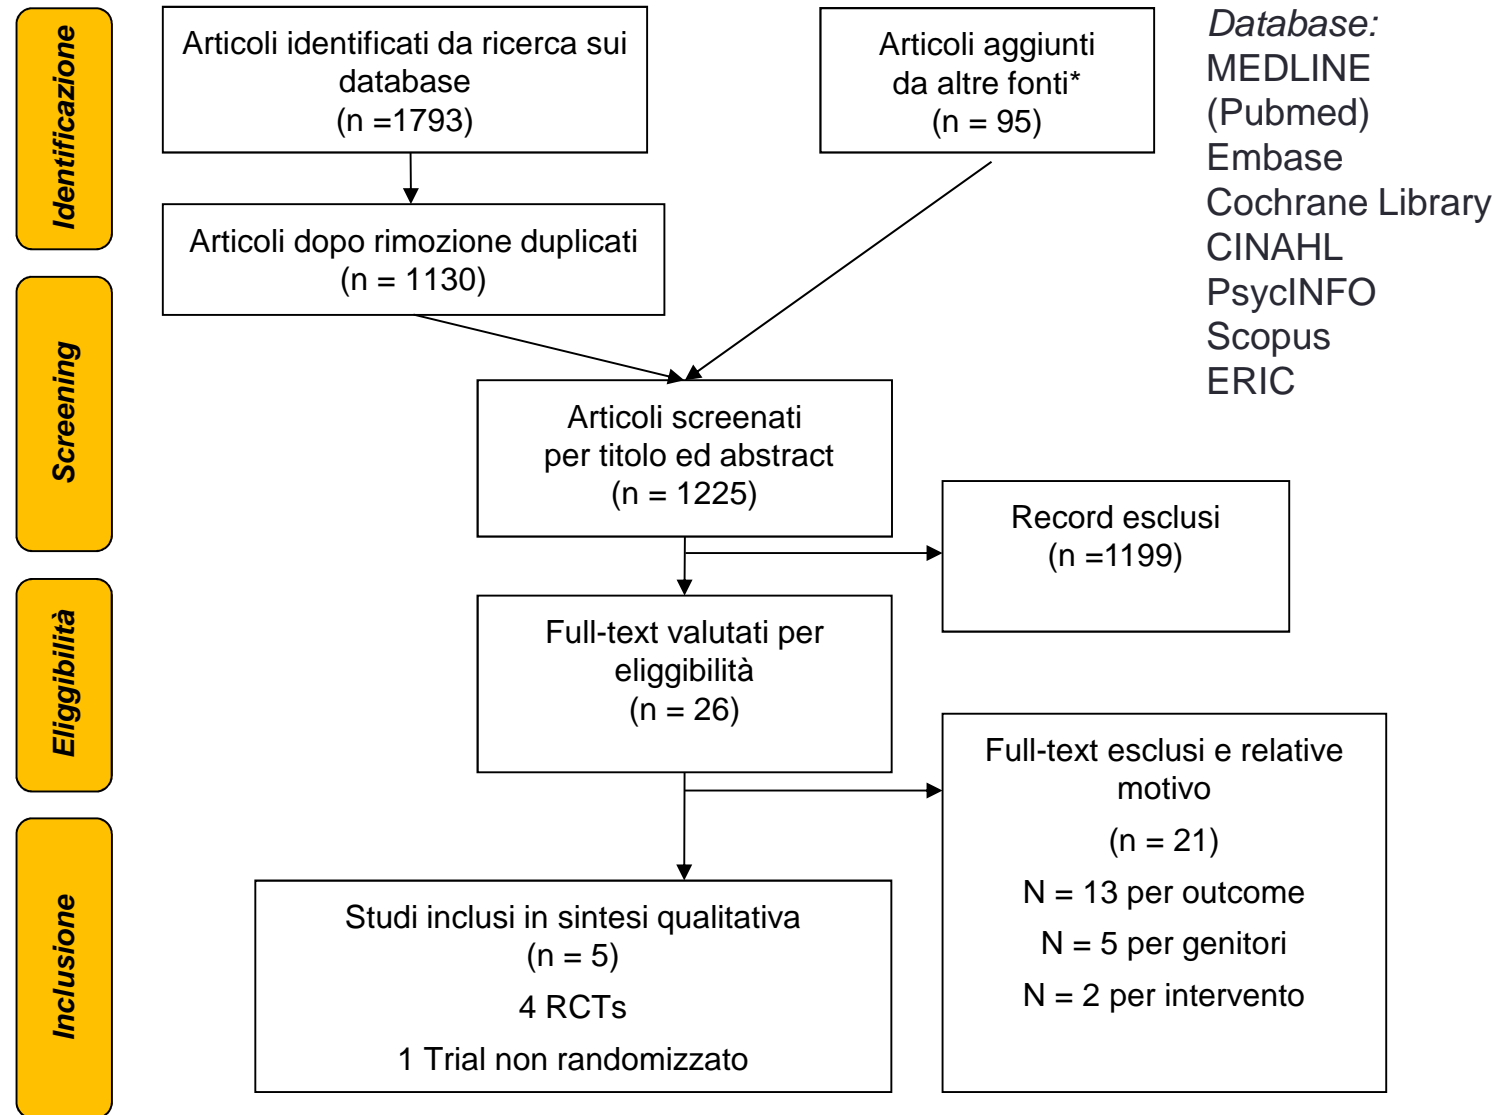 Identificazione
Articoli identificati da ricerca sui
database
(n =1793)
Articoli aggiunti
da altre fonti*
(n = 95)
Database:
MEDLINE
(Pubmed)
Embase
Cochrane Library
CINAHL
PsycINFO
Scopus
ERIC
Articoli dopo rimozione duplicati
(n = 1130)
Screening
Articoli screenati
per titolo ed abstract
(n = 1225)
Record esclusi
(n =1199)
Eliggibilità
Full-text valutati per
eliggibilità
(n = 26)
Full-text esclusi e relative
motivo
(n = 21)
N = 13 per outcome
N = 5 per genitori
N = 2 per intervento
Inclusione
Studi inclusi in sintesi qualitativa
(n = 5)
4 RCTs
1 Trial non randomizzato